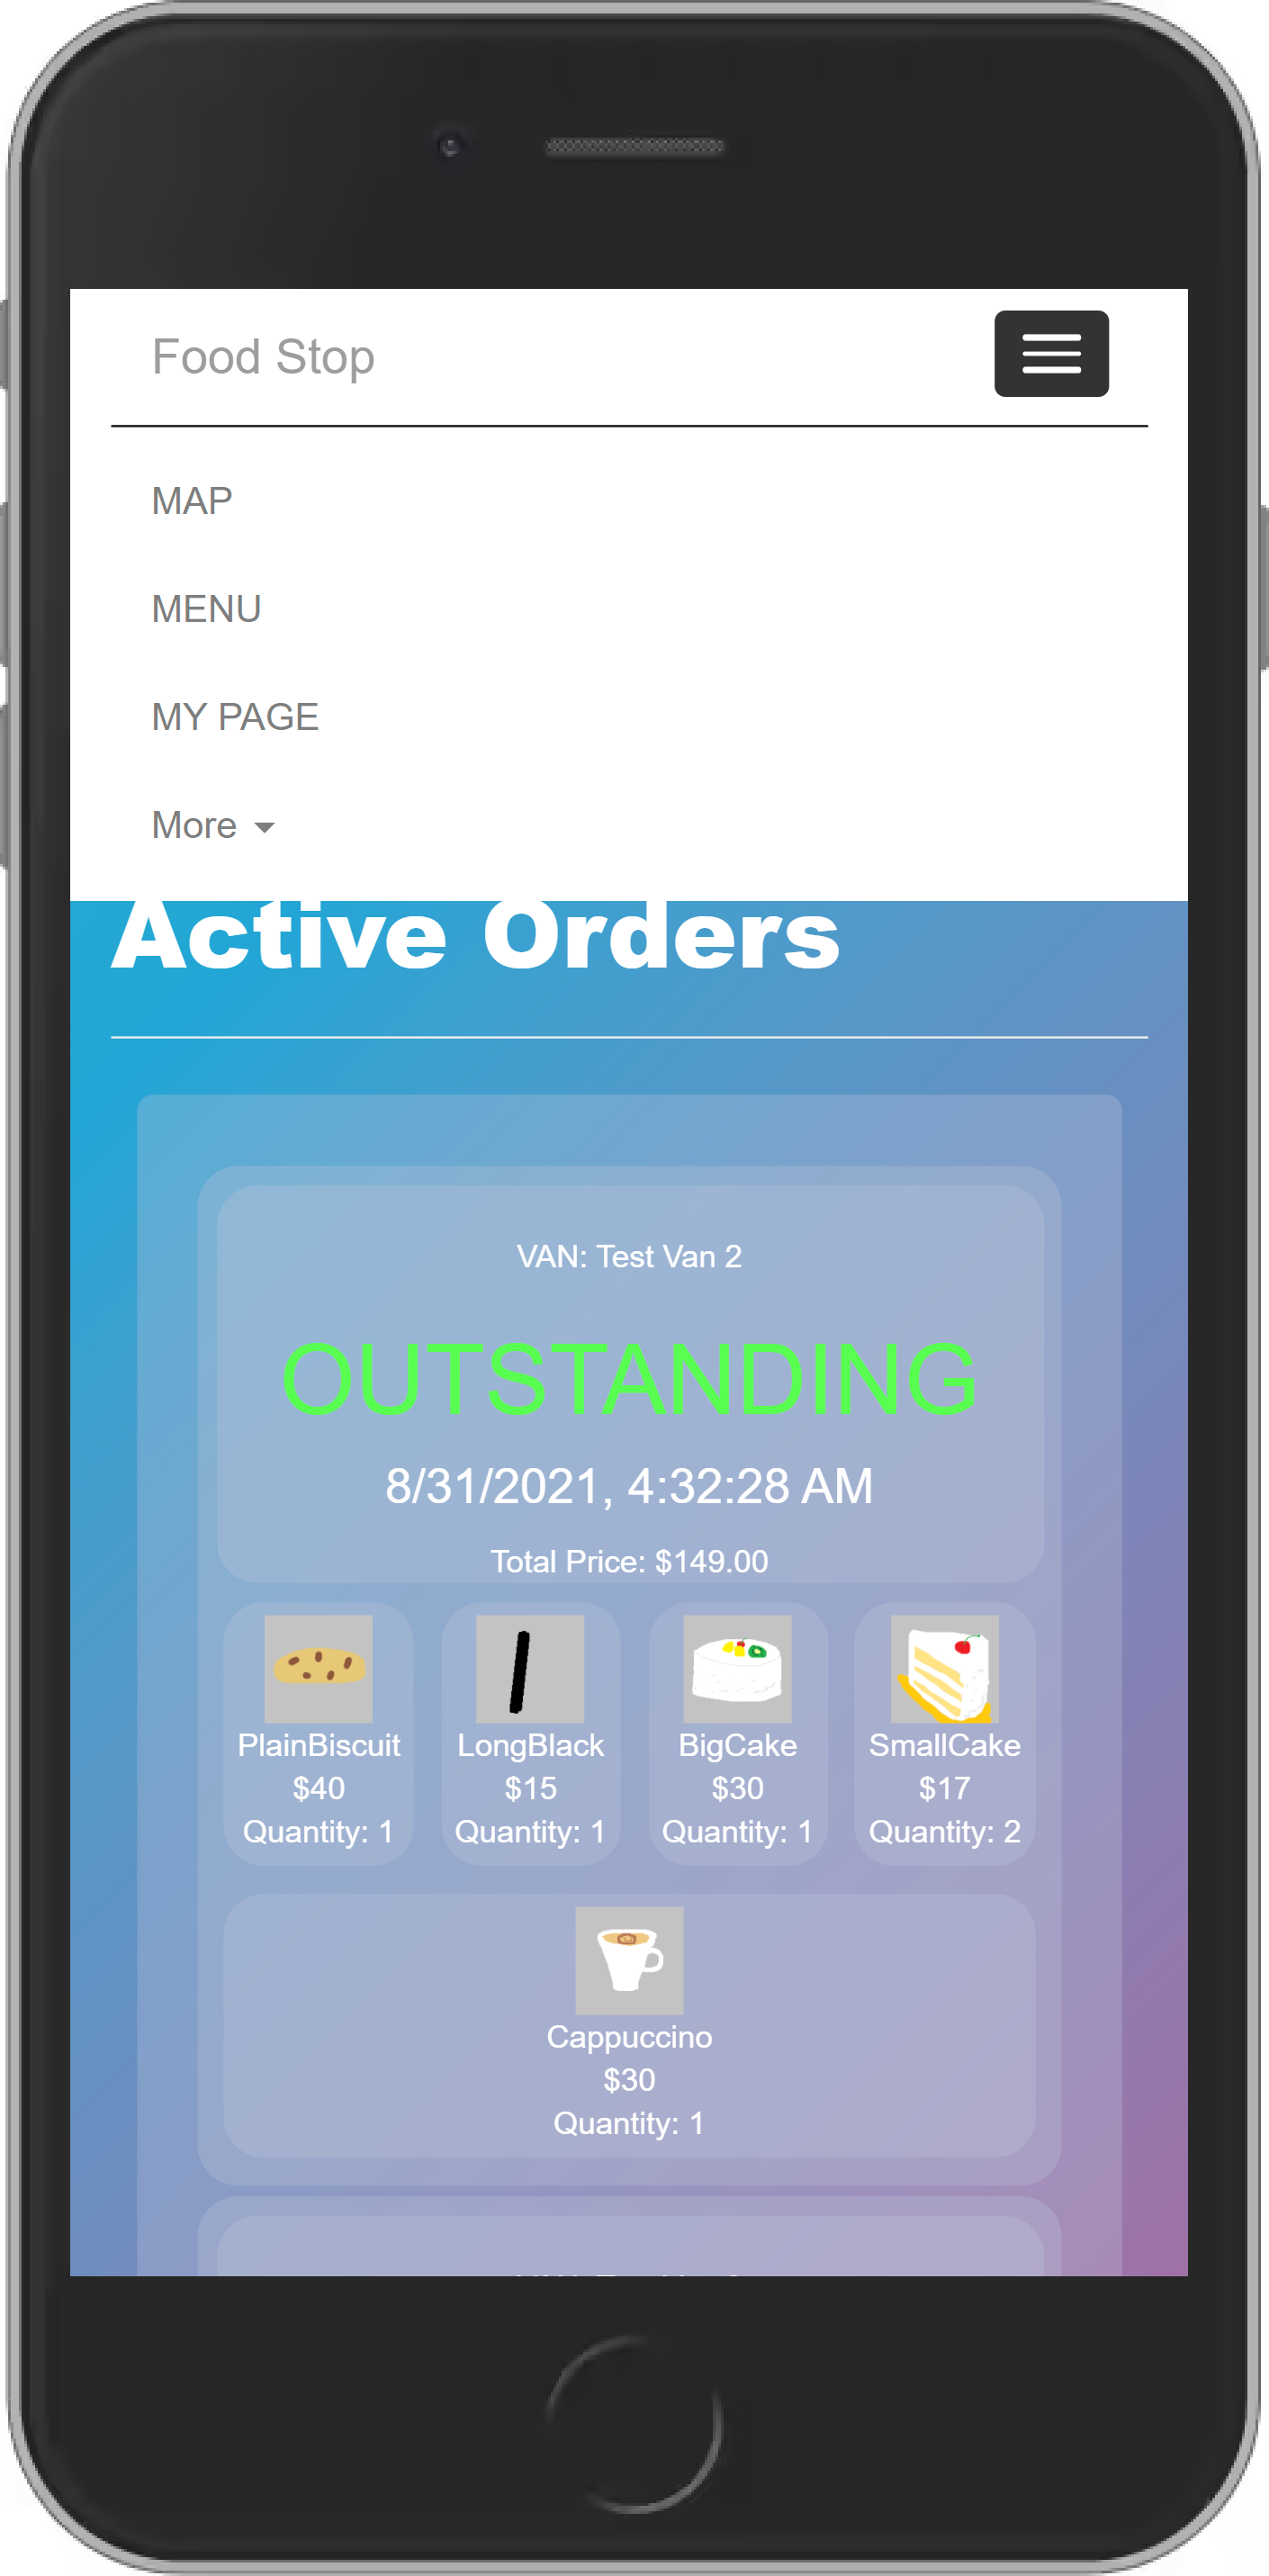 Food Stop
MAP
MENU
MY PAGE
More
Active Orders
VAN: Test Van 2
OUTSTANDING
8/31/2021, 4:32:28 AM
Total Price: $149.00
PlainBiscuit
$40
Quantity: 1
LongBlack
$15
Quantity: 1
BigCake
$30
Quantity: 1
SmallCake
$17
Quantity: 2
Cappuccino
$30
Quantity: 1